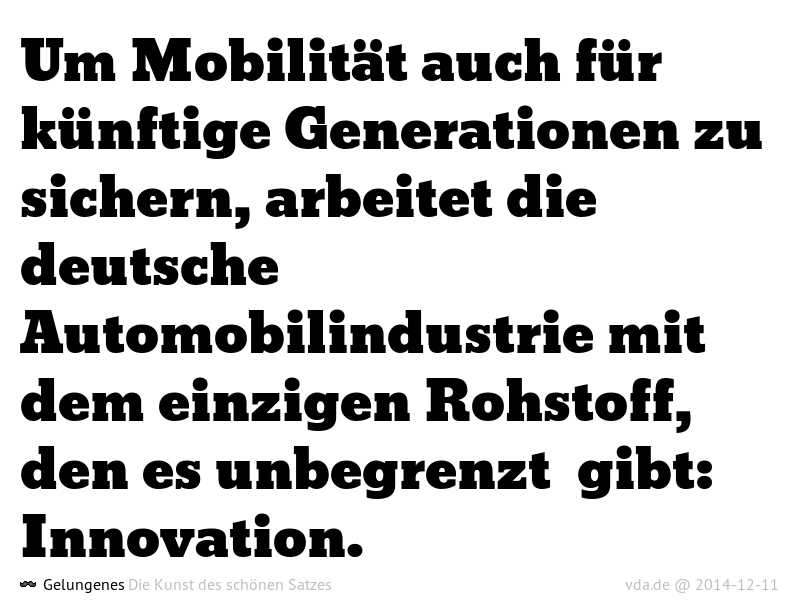 Um Mobilität auch für
künftige Generationen zu
sichern, arbeitet die
deutsche
Automobilindustrie mit
dem einzigen Rohstoff,
den es unbegrenzt  gibt:
Innovation.
Gelungenes Die Kunst des schönen Satzes
vda.de @ 2014-12-11